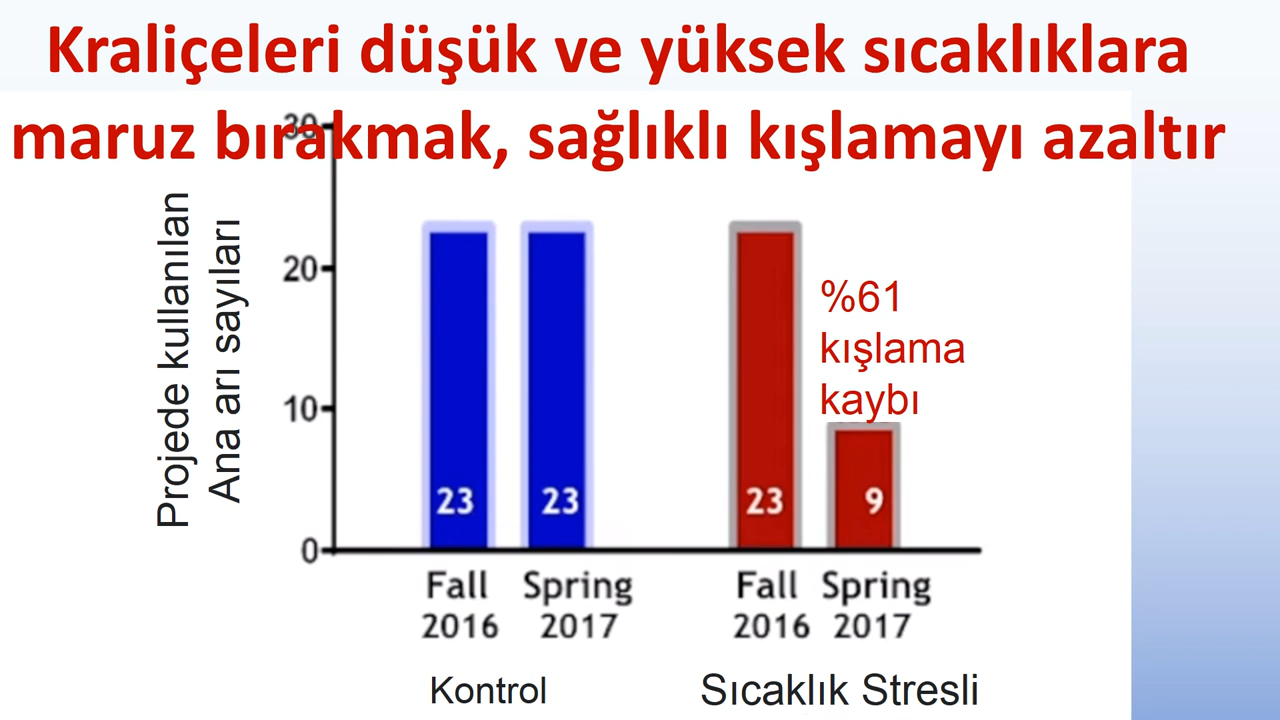 Kraliçeleri düşük ve yüksek sıcaklıklara
maruz bırakmak, sağlıklı kışlamayı azaltır
30
20
10
0
Projede kullanılan
Ana arı sayıları
%61
kışlama
kaybı
23
23
23
9
Fall
2016
Spring
2017
Fall
2016
Spring
2017
Kontrol
Sıcaklık Stresli